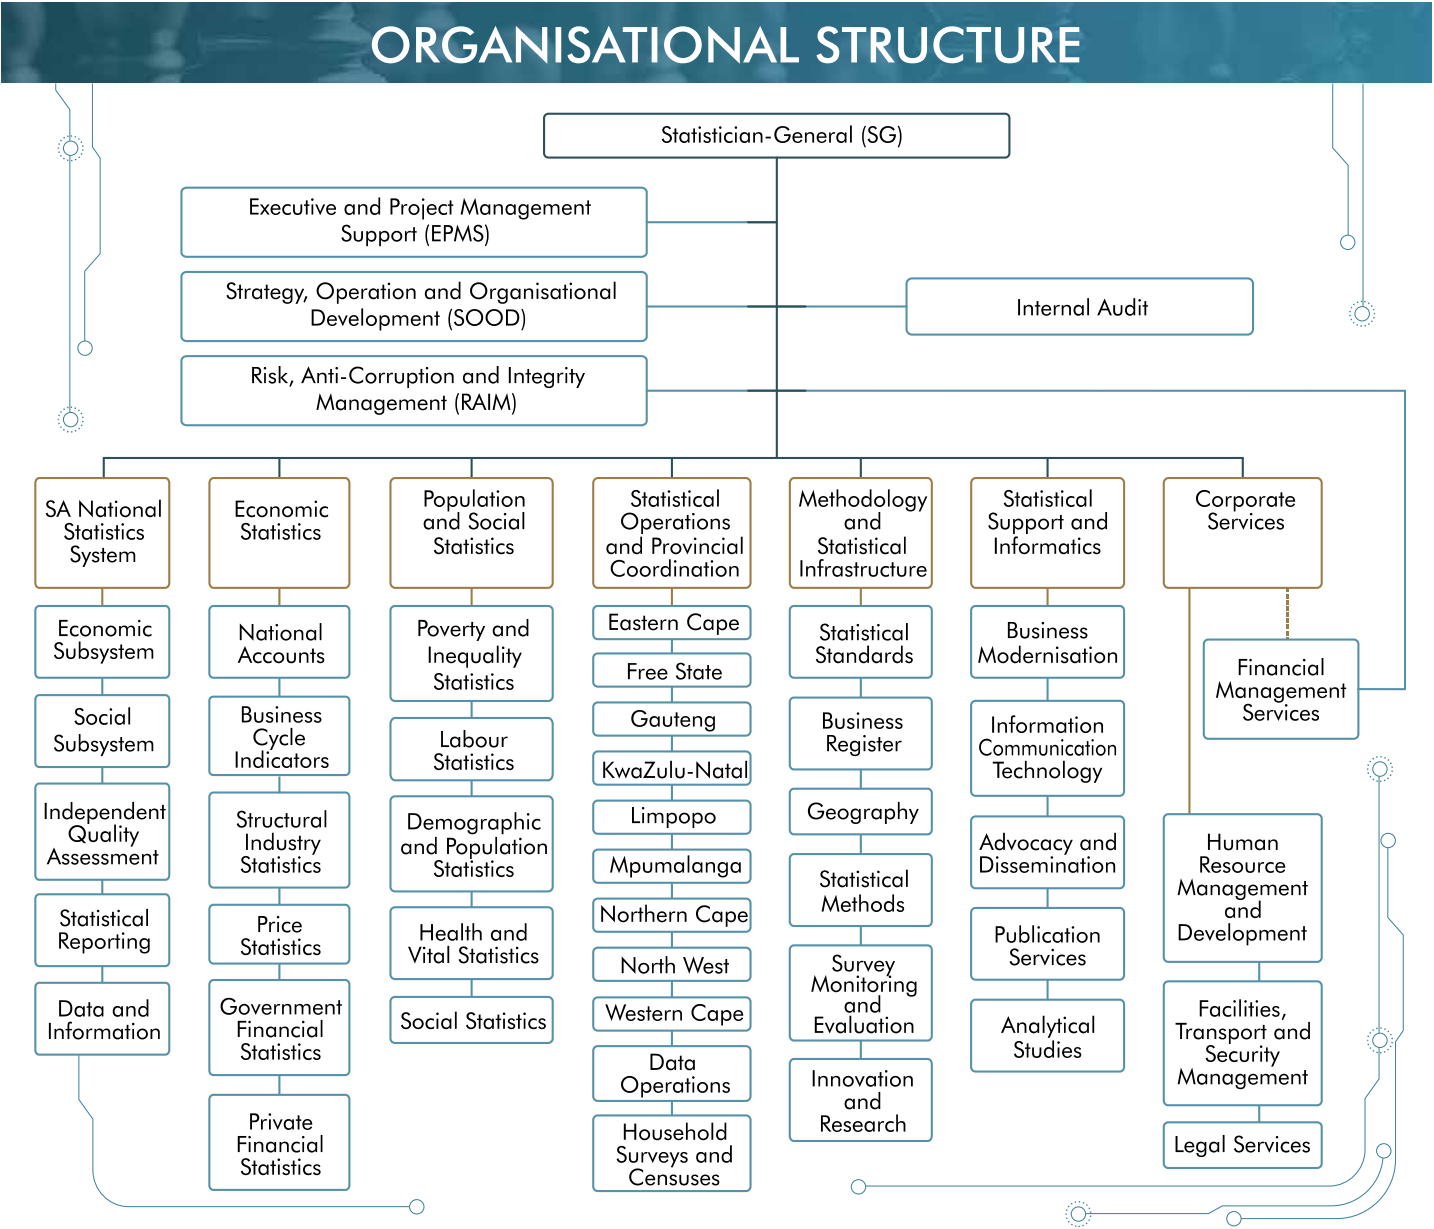 ORGANISATIONAL STRUCTURE
Statistician-General (SG)
Executive and Project Management
Support (EPMS)
Strategy, Operation and Organisational
Development (SOOD)
Internal Audit
Risk, Anti-Corruption and Integrity
Management (RAIM)
SA National
Statistics
System
Economic
Subsystem
Social
Subsystem
Independent
Quality
Assessment
Statistical
Reporting
Data and
Information
Economic
Statistics
National
Accounts
Business
Cycle
Indicators
Structural
Industry
Statistics
Price
Statistics
Government
Financial
Statistics
Private
Financial
Statistics
Population
and Social
Statistics
Poverty and
Inequality
Statistics
Labour
Statistics
Demographic
and Population
Statistics
Health and
Vital Statistics
Social Statistics
Statistical
Operations
and Provincial
Coordination
Eastern Cape
Free State
Gauteng
KwaZulu-Natal
Limpopo
Mpumalanga
Northern Cape
North West
Western Cape
Data
Operations
Household
Surveys and
Censuses
Methodology
and
Statistical
Infrastructure
Statistical
Standards
Business
Register
Geography
Statistical
Methods
Survey
Monitoring
and
Evaluation
Innovation
and
Research
Statistical
Support and
Informatics
Business
Modernisation
Information
Communication
Technology
Advocacy and
Dissemination
Publication
Services
Analytical
Studies
Corporate
Services
Financial
Management
Services
Human
Resource
Management
and
Development
Facilities,
Transport and
Security
Management
Legal Services